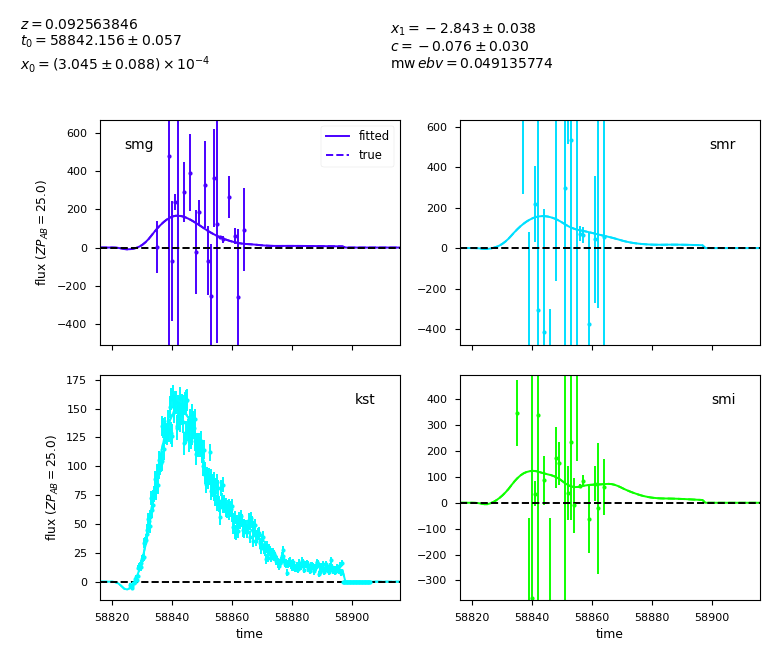 z = 0.092563846
t0 = 58842.156 ± 0.057
x0 = (3.045 ± 0.088) × 10^−4
x1 = −2.843 ± 0.038
c = −0.076 ± 0.030
mw ebv = 0.049135774
smg
fitted
true
600
400
200
0
−200
−400
flux (ZP_AB = 25.0)
smr
600
400
200
0
−200
−400
kst
175
150
125
100
75
50
25
0
flux (ZP_AB = 25.0)
58820 58840 58860 58880 58900
time
smi
400
300
200
100
0
−100
−200
−300
58820 58840 58860 58880 58900
time